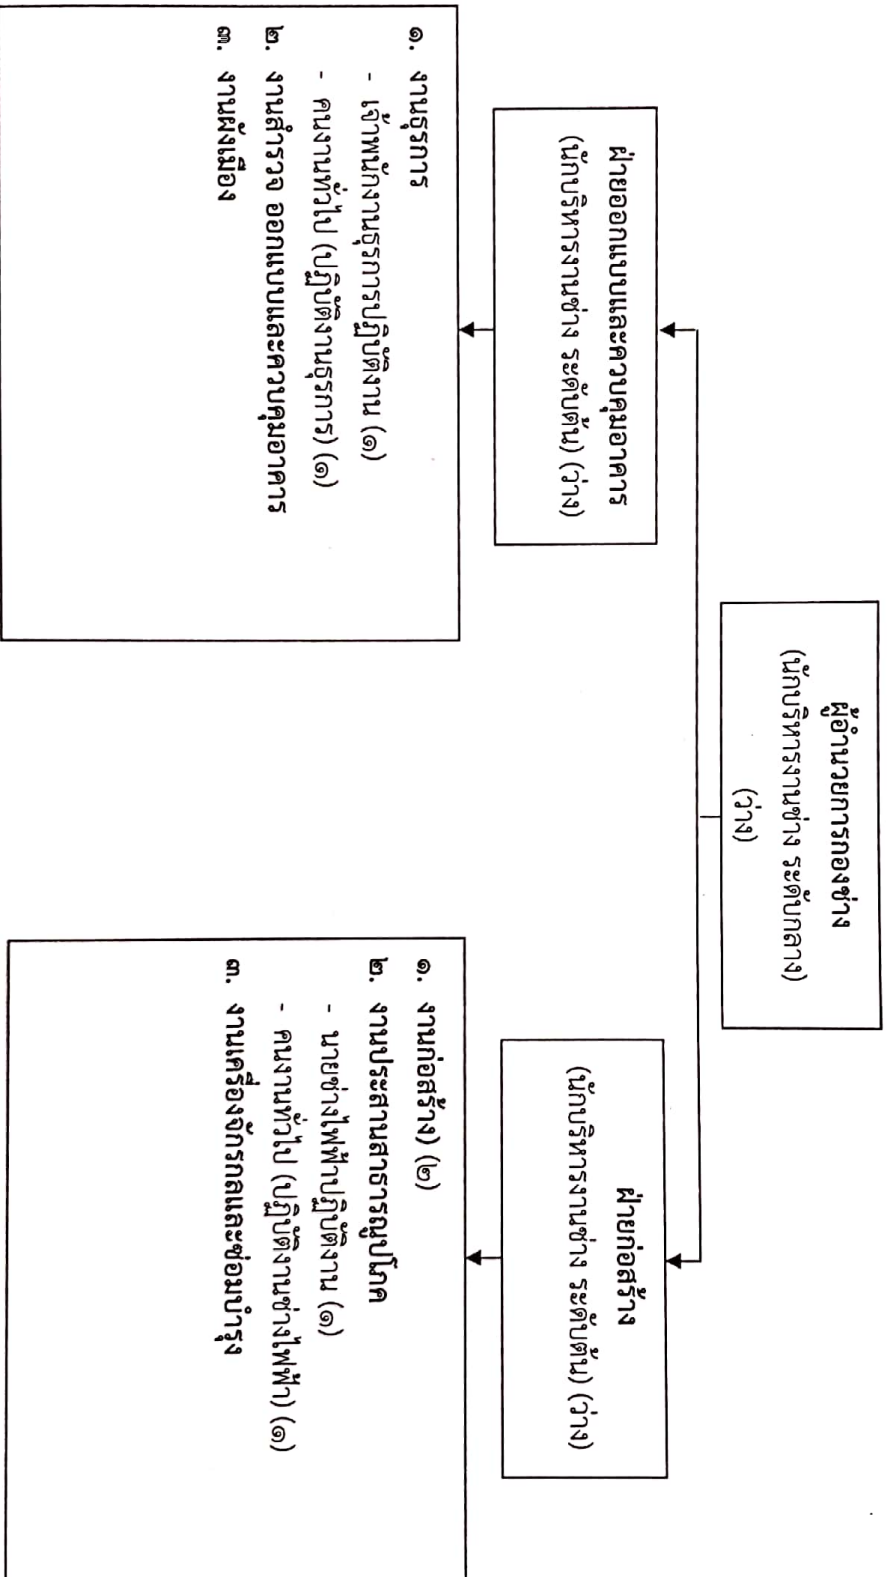 ผู้อำนวยการกองช่าง
(นักบริหารงานช่าง ระดับกลาง)
(ว่าง)
ฝ่ายออกแบบและควบคุมอาคาร
(นักบริหารงานช่าง ระดับต้น) (ว่าง)
ฝ่ายก่อสร้าง
(นักบริหารงานช่าง ระดับต้น) (ว่าง)
๑. งานธุรการ
- เจ้าพนักงานธุรการปฏิบัติงาน (๑)
- คนงานทั่วไป (ปฏิบัติงานธุรการ) (๑)
๒. งานสำรวจ ออกแบบและควบคุมอาคาร
๓. งานผังเมือง
๑. งานก่อสร้าง) (๒)
๒. งานประสานสาธารณูปโภค
- นายช่างไฟฟ้าปฏิบัติงาน (๑)
- คนงานทั่วไป (ปฏิบัติงานช่างไฟฟ้า) (๑)
๓. งานเครื่องจักรกลและซ่อมบำรุง